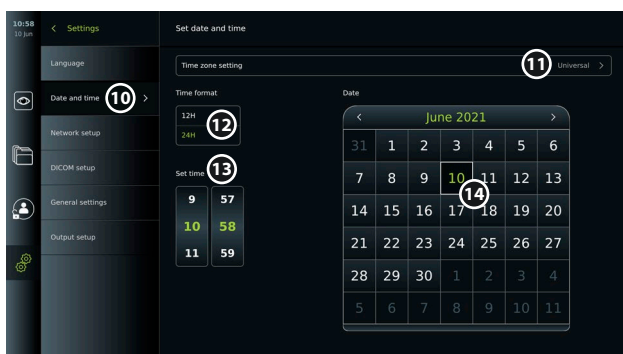 10:58
10 Jun
< Settings
Language
Date and time 10 >
Network setup
DICOM setup
General settings
Output setup
Set date and time
Time zone setting 11 Universal >
Time format
12H
24H
12
Set time 13
9 57
10 58
11 59
Date
< June 2021 >
31 1 2 3 4 5 6
7 8 9 10 11 12 13
14
14 15 16 17 18 19 20
21 22 23 24 25 26 27
28 29 30 1 2 3 4
5 6 7 8 9 10 11